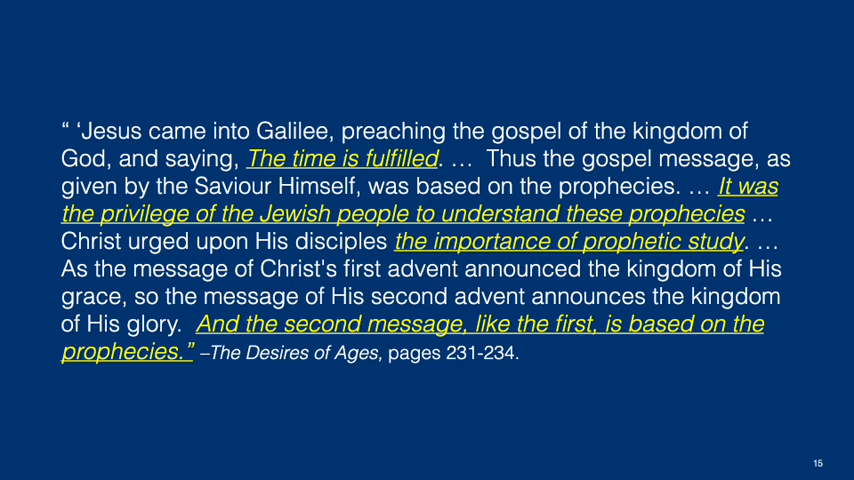 “ ‘Jesus came into Galilee, preaching the gospel of the kingdom of
God, and saying, The time is fulfilled. … Thus the gospel message, as
given by the Saviour Himself, was based on the prophecies. … It was
the privilege of the Jewish people to understand these prophecies …
Christ urged upon His disciples the importance of prophetic study. …
As the message of Christ's first advent announced the kingdom of His
grace, so the message of His second advent announces the kingdom
of His glory. And the second message, like the first, is based on the
prophecies.” –The Desires of Ages, pages 231-234.
15